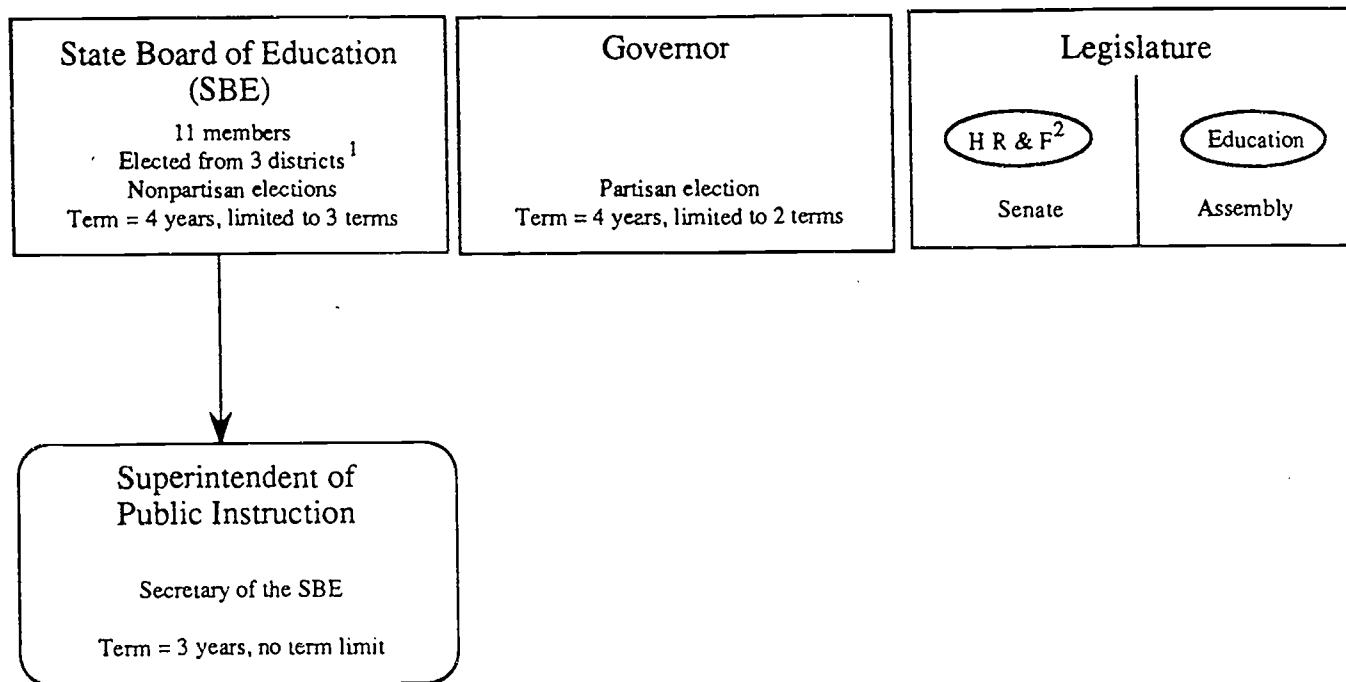 State Board of Education
(SBE)
11 members
Elected from 3 districts1
Nonpartisan elections
Term = 4 years, limited to 3 terms
Governor
Partisan election
Term = 4 years, limited to 2 terms
Legislature
H R & F2
Education
Senate
Assembly
Superintendent of
Public Instruction
Secretary of the SBE
Term = 3 years, no term limit